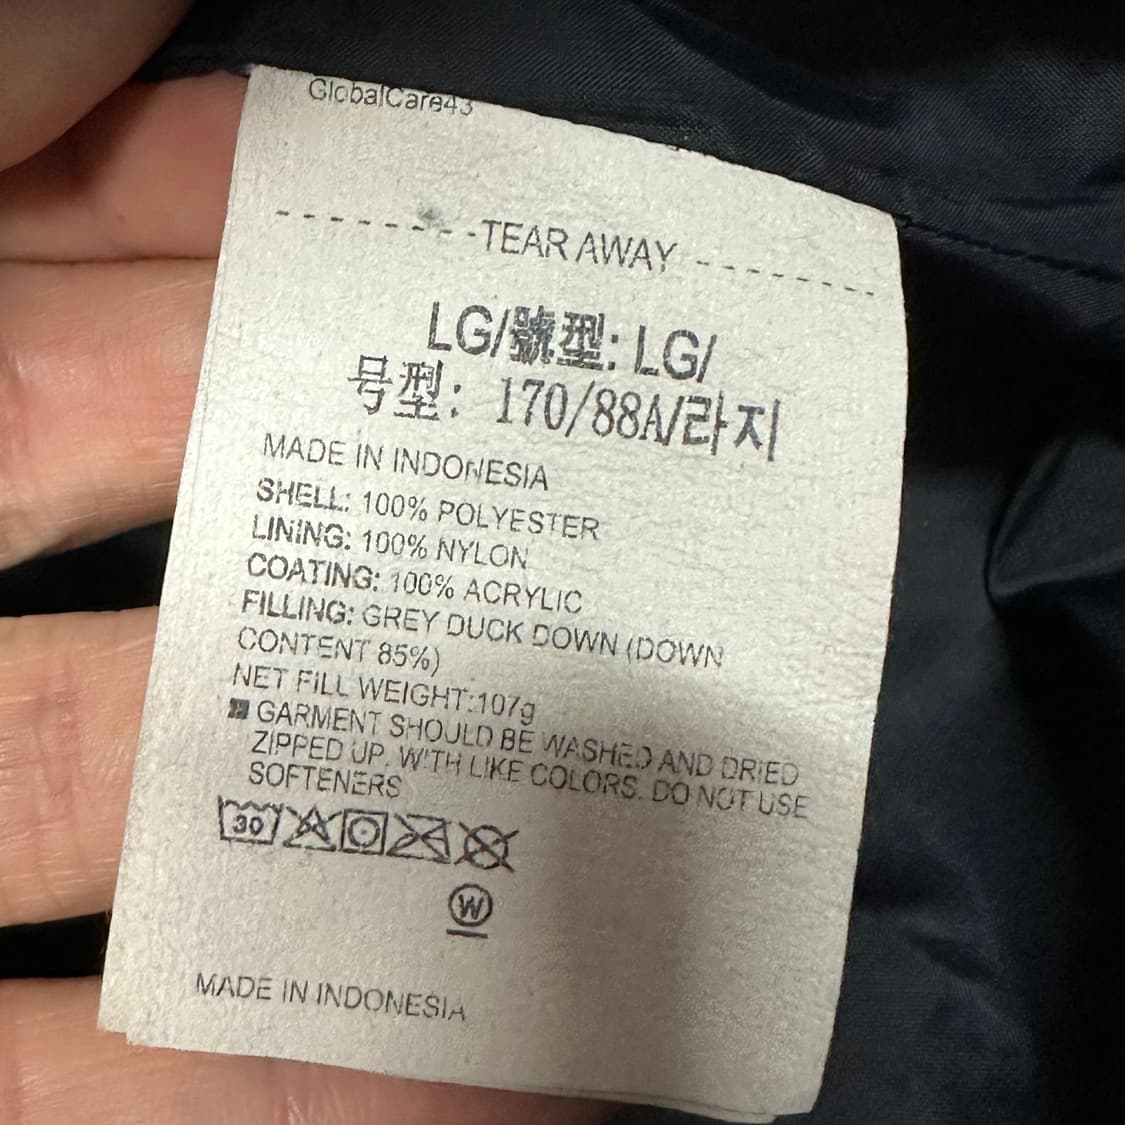 GlobalCare43
TEAR AWAY
LG/號型: LG/
号型: 170/88A/라지
MADE IN INDONESIA
SHELL: 100% POLYESTER
LINING: 100% NYLON
COATING: 100% ACRYLIC
FILLING: GREY DUCK DOWN (DOWN
CONTENT 85%)
NET FILL WEIGHT:107g
GARMENT SHOULD BE WASHED AND DRIED
ZIPPED UP. WITH LIKE COLORS. DO NOT USE
SOFTENERS
30
W
MADE IN INDONESIA